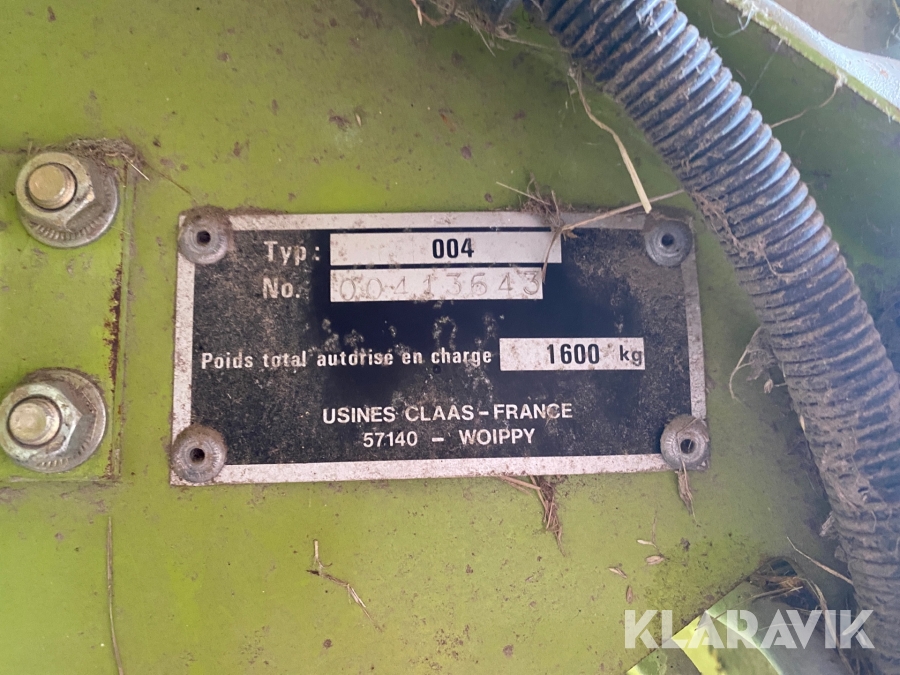 Typ: 004
No. 00413643
Poids total autorisé en charge 1600 kg
USINES CLAAS-FRANCE
57140 - WOIPPY
KLARAVIK